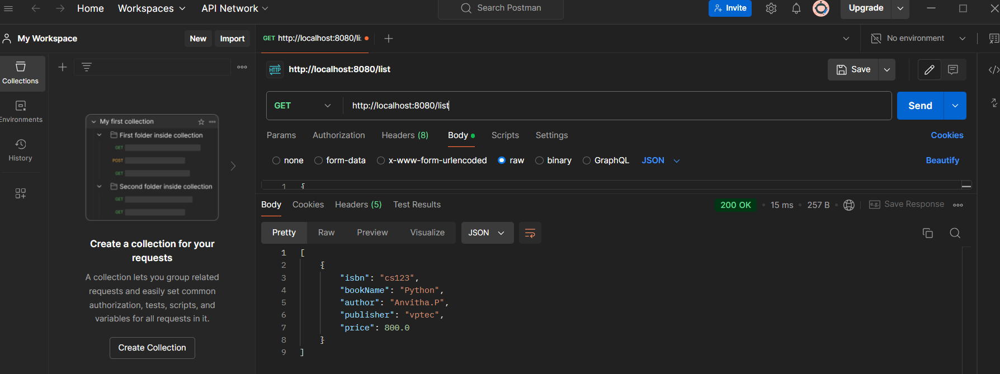 Home Workspaces API Network Search Postman Invite Upgrade
My Workspace New Import GET http://localhost:8080/li No environment
Collections
Environments
History
My first collection
First folder inside collection
GET
POST
GET
Second folder inside collection
GET
GET
Create a collection for your
requests
A collection lets you group related
requests and easily set common
authorization, tests, scripts, and
variables for all requests in it.
Create Collection
HTTP http://localhost:8080/list Save
GET http://localhost:8080/list Send
Params Authorization Headers (8) Body Scripts Settings Cookies
none form-data x-www-form-urlencoded raw binary GraphQL JSON Beautify
1 {
Body Cookies Headers (5) Test Results 200 OK 15 ms 257 B e.g. Save Response
Pretty Raw Preview Visualize JSON
1 [
2 {
3 "isbn": "cs123",
4 "bookName": "Python",
5 "author": "Anvitha.P",
6 "publisher": "vptec",
7 "price": 800.0
8 }
9 ]